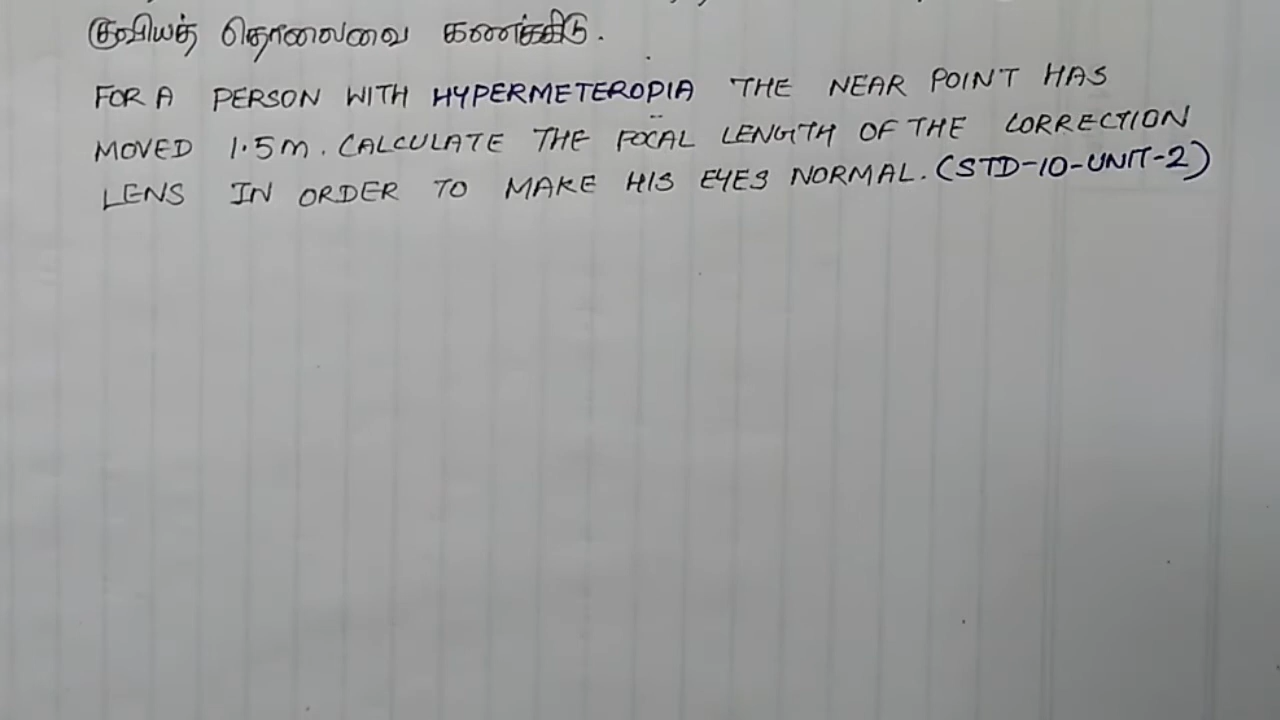 குவியத் தொலைவை கணக்கிடு.
FOR A PERSON WITH HYPERMETEROPIA THE NEAR POINT HAS
MOVED 1.5m. CALCULATE THE FOCAL LENGTH OF THE CORRECTION
LENS IN ORDER TO MAKE HIS EYES NORMAL. (STD-10-UNIT-2)